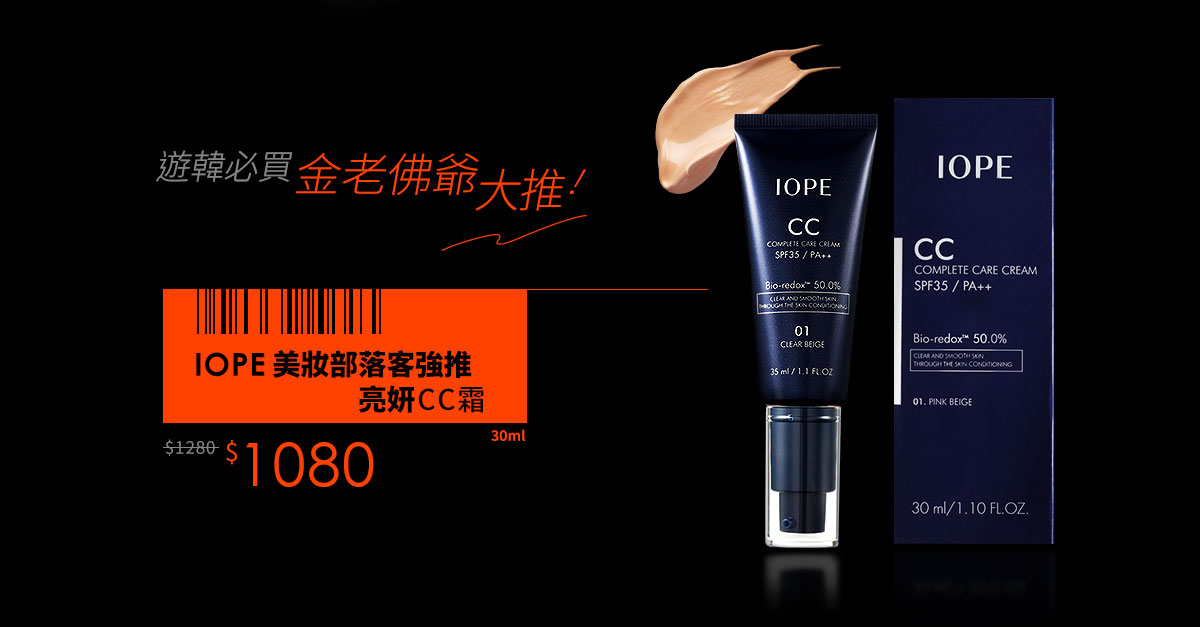 遊韓必買 金老佛爺大推!
IOPE 美妝部落客強推
亮妍CC霜
30ml
$1280 $1080
IOPE
CC
COMPLETE CARE CREAM
SPF35 / PA++
Bio-redox™ 50.0%
CLEAR AND SMOOTH SKIN
THROUGH THE SKIN CONDITIONING
01
CLEAR BEIGE
35 ml / 1.1 FL.OZ.
IOPE
CC
COMPLETE CARE CREAM
SPF35 / PA++
Bio-redox™ 50.0%
CLEAR AND SMOOTH SKIN
THROUGH THE SKIN CONDITIONING
01. PINK BEIGE
30 ml/1.10 FL.OZ.